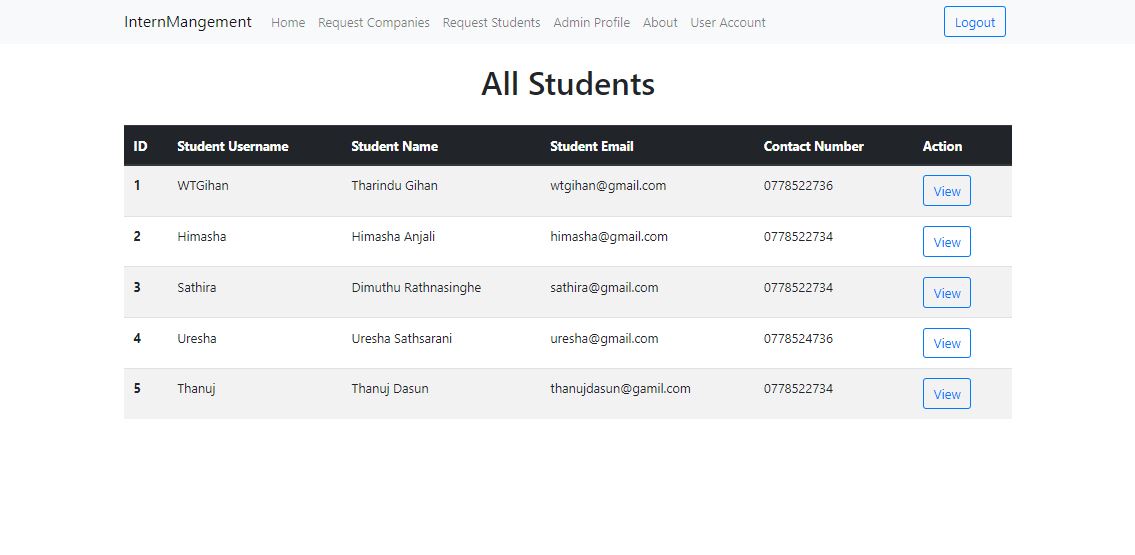 InternMangement Home Request Companies Request Students Admin Profile About User Account Logout
All Students
ID Student Username Student Name Student Email Contact Number Action
1 WTGihan Tharindu Gihan wtgihan@gmail.com 0778522736 View
2 Himasha Himasha Anjali himasha@gmail.com 0778522734 View
3 Sathira Dimuthu Rathnasinghe sathira@gmail.com 0778522734 View
4 Uresha Uresha Sathsarani uresha@gmail.com 0778524736 View
5 Thanuj Thanuj Dasun thanujdasun@gamil.com 0778522734 View